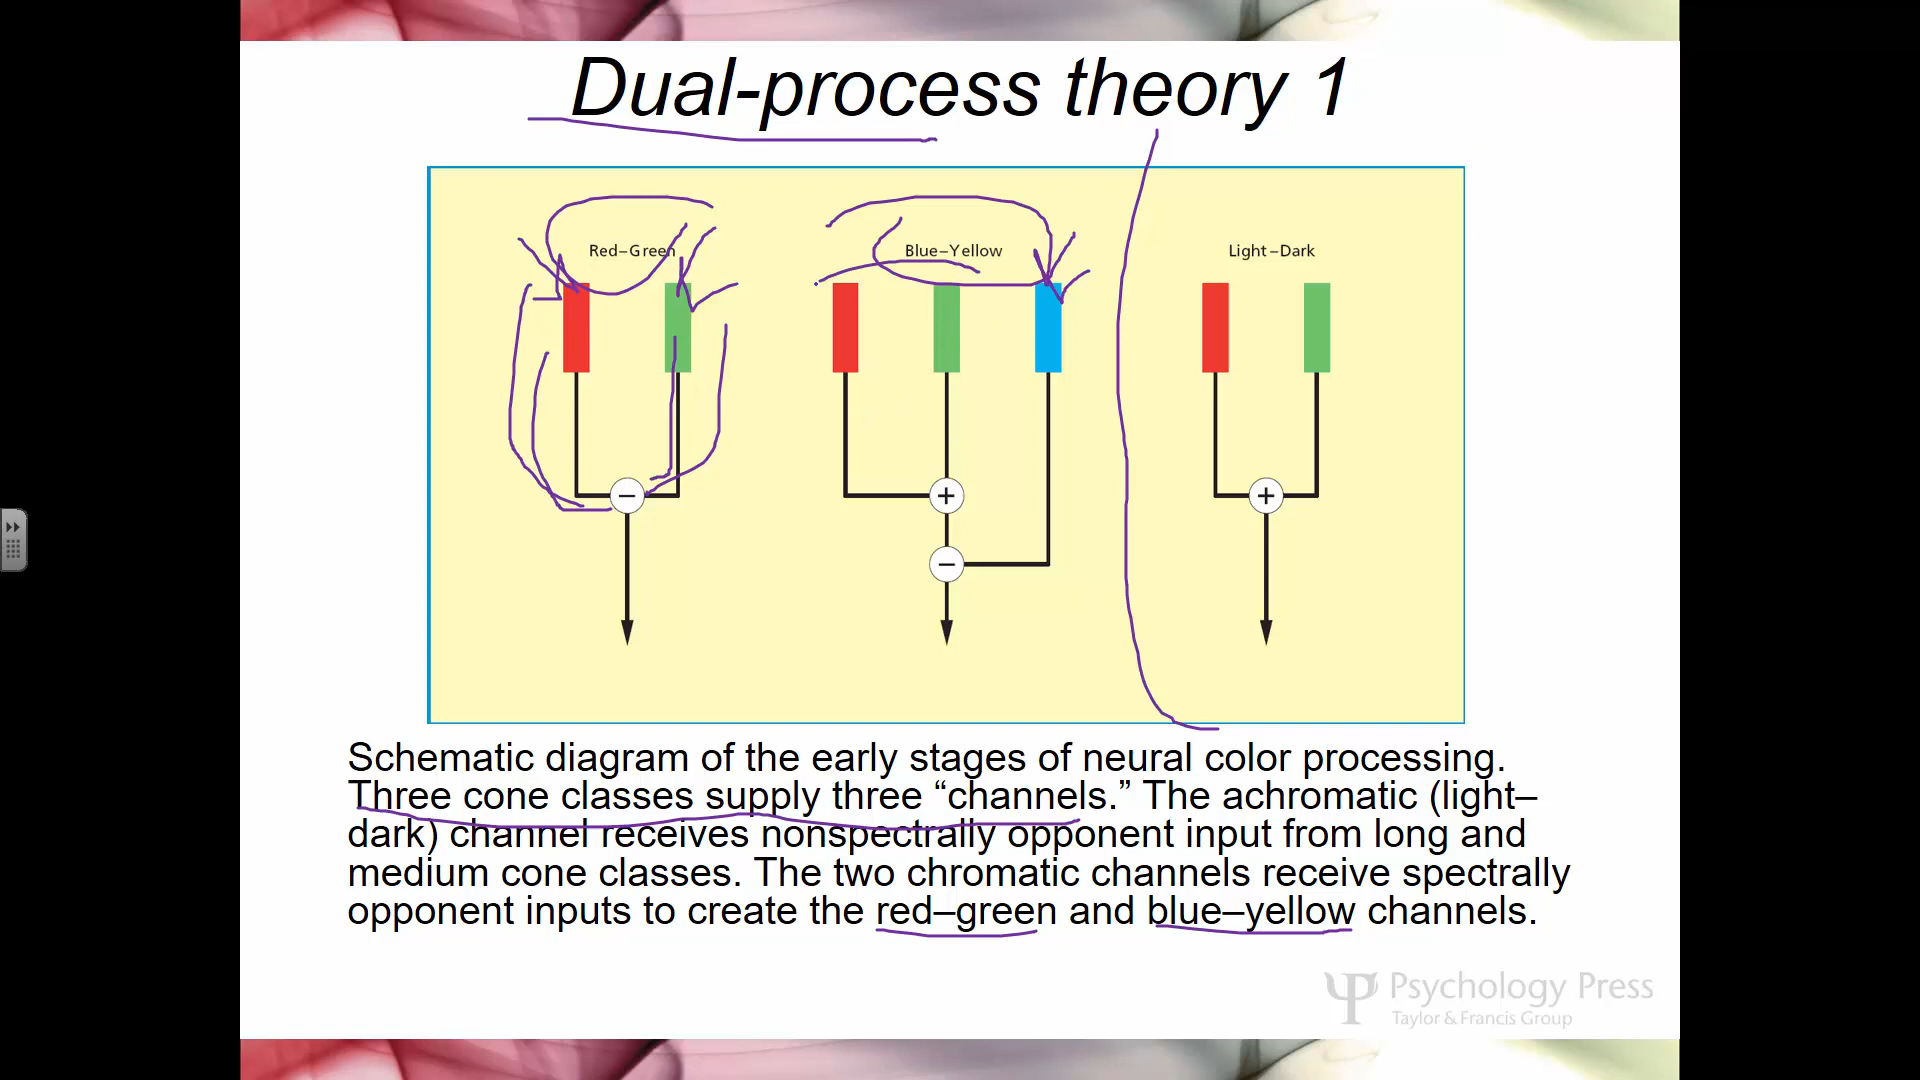 Dual-process theory 1
Red–Green
Blue–Yellow
Light–Dark
−
+
+
−
Schematic diagram of the early stages of neural color processing.
Three cone classes supply three “channels.” The achromatic (light–
dark) channel receives nonspectrally opponent input from long and
medium cone classes. The two chromatic channels receive spectrally
opponent inputs to create the red–green and blue–yellow channels.
Psychology Press
Taylor & Francis Group